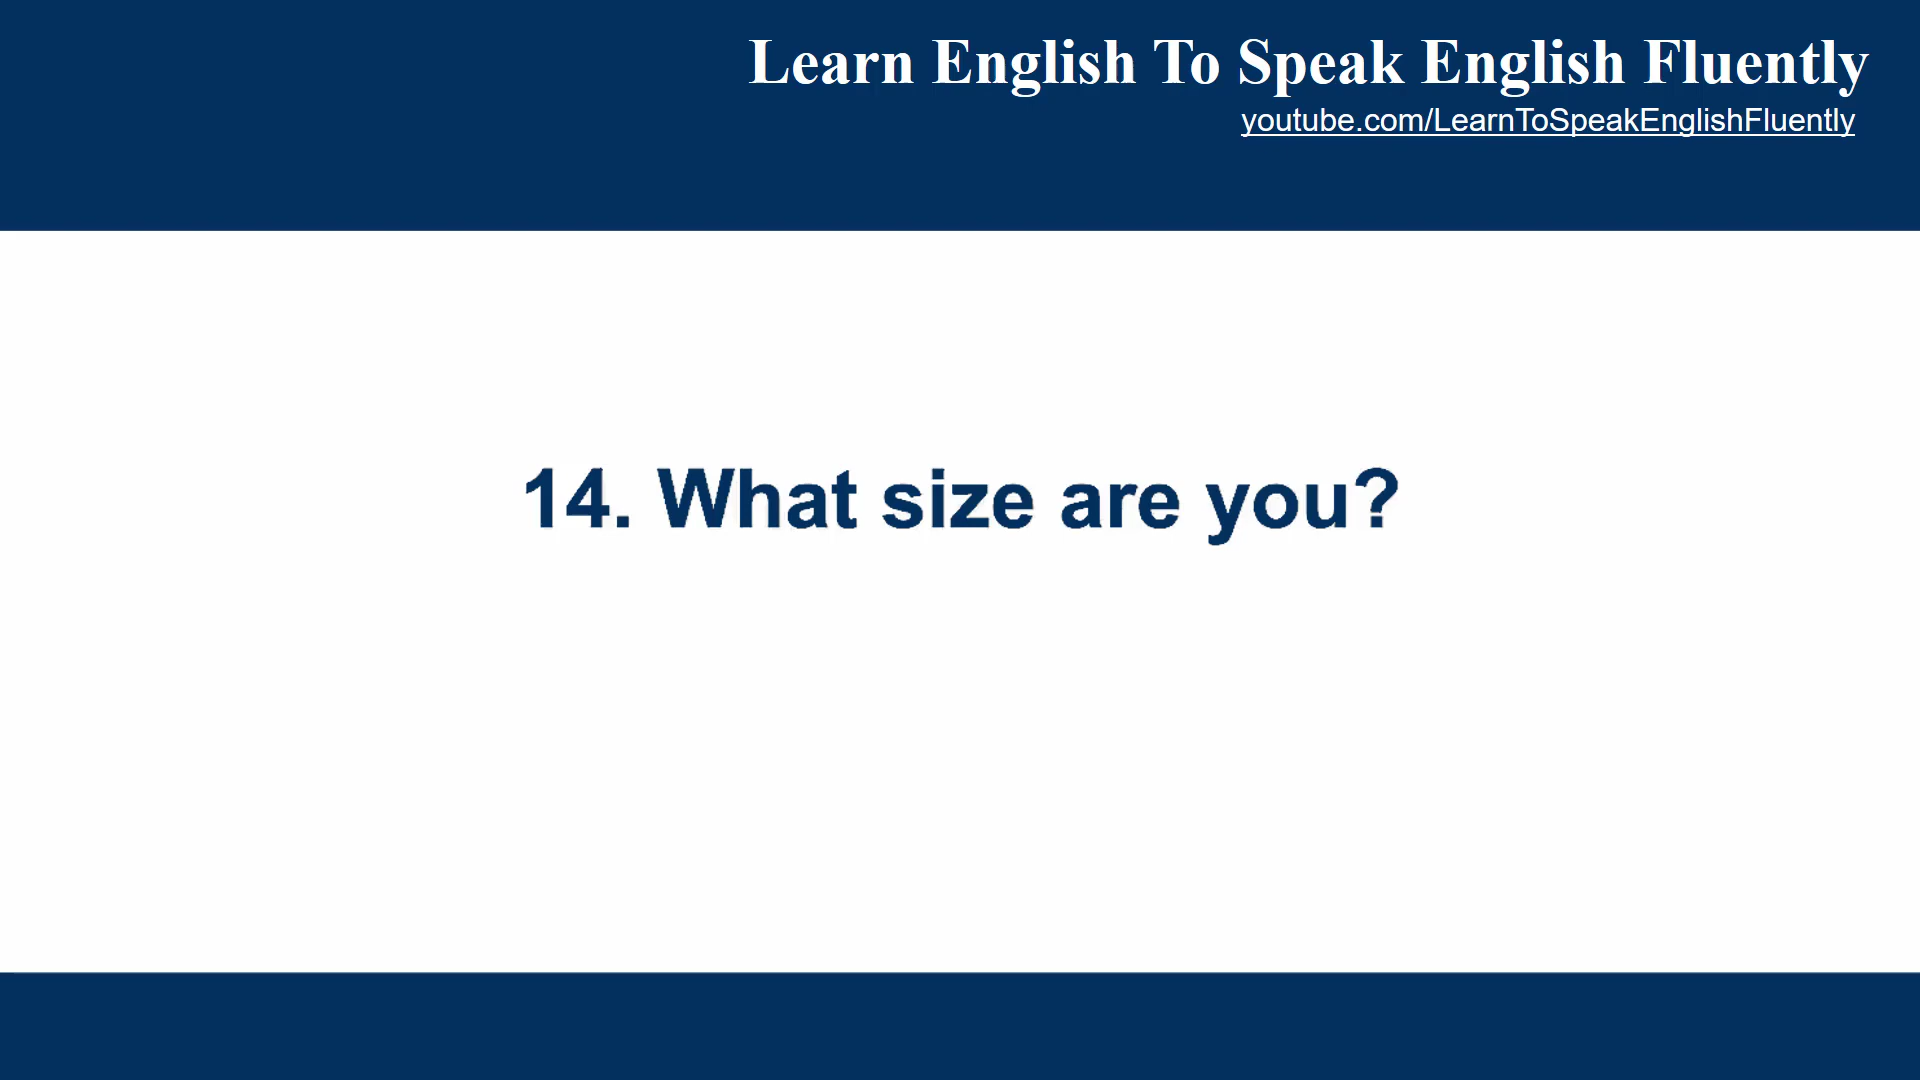 Learn English To Speak English Fluently
youtube.com/LearnToSpeakEnglishFluently
14. What size are you?